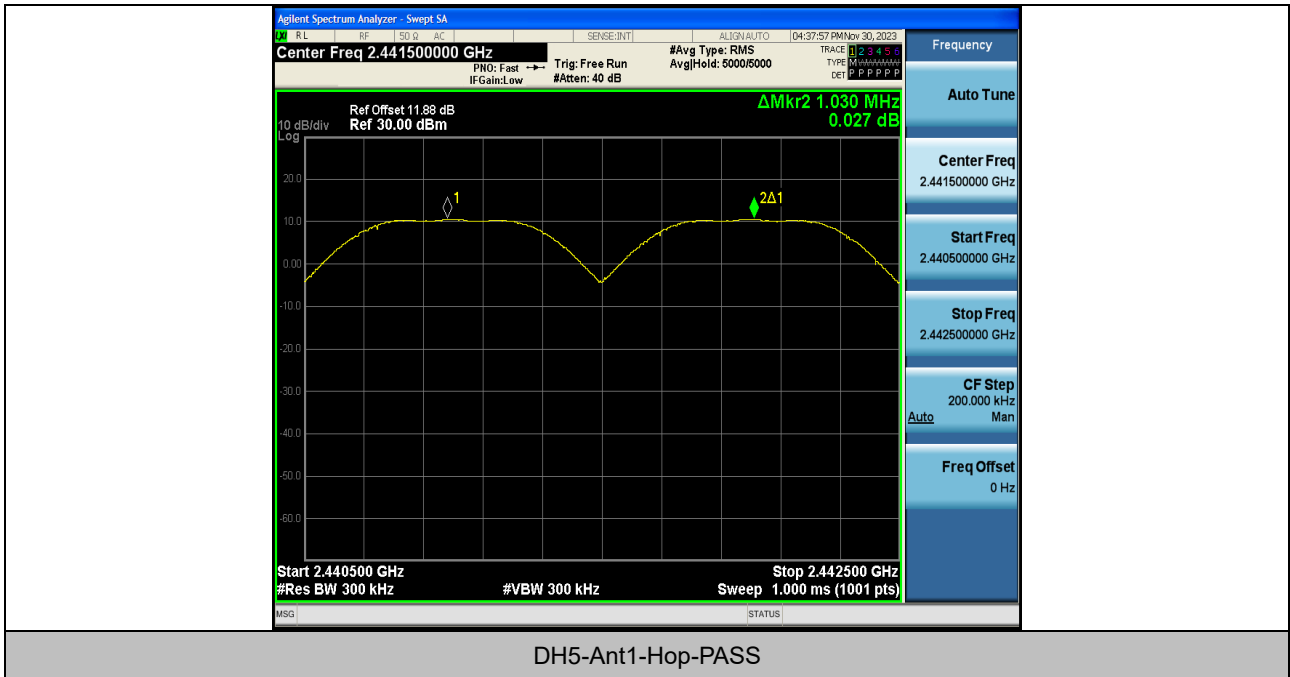 Agilent Spectrum Analyzer - Swept SA
LXI RL RF 50 Ω AC SENSE:INT ALIGN AUTO 04:37:57 PM Nov 30, 2023
Center Freq 2.441500000 GHz
PNO: Fast
IFGain:Low
Trig: Free Run
#Atten: 40 dB
#Avg Type: RMS
Avg|Hold: 5000/5000
TRACE 1 2 3 4 5 6
TYPE M WWWWW
DET P P P P P P
Frequency
Auto Tune
Center Freq
2.441500000 GHz
Start Freq
2.440500000 GHz
Stop Freq
2.442500000 GHz
CF Step
200.000 kHz
Auto Man
Freq Offset
0 Hz
ΔMkr2 1.030 MHz
0.027 dB
Ref Offset 11.88 dB
10 dB/div Ref 30.00 dBm
Log
20.0
10.0
0.00
-10.0
-20.0
-30.0
-40.0
-50.0
-60.0
1
2Δ1
Start 2.440500 GHz Stop 2.442500 GHz
#Res BW 300 kHz #VBW 300 kHz Sweep 1.000 ms (1001 pts)
MSG STATUS
DH5-Ant1-Hop-PASS